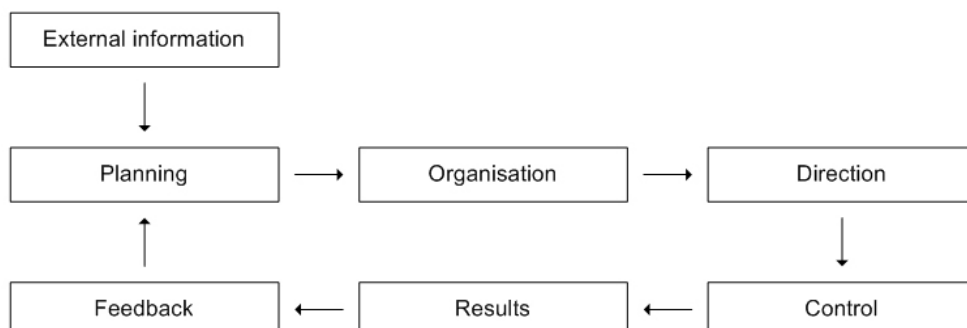 External information
Planning
Organisation
Direction
Feedback
Results
Control